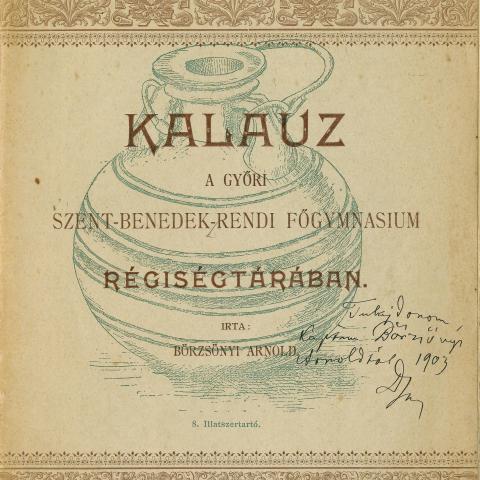 KALAUZ
A GYŐRI
SZENT-BENEDEK-RENDI FŐGYMNASIUM
RÉGISÉGTÁRÁBAN.
IRTA:
BÖRZSÖNYI ARNOLD.
Tulajdonom
Kaptam Börzsönyi
Arnoldtól 1903
8. Illatszertartó.